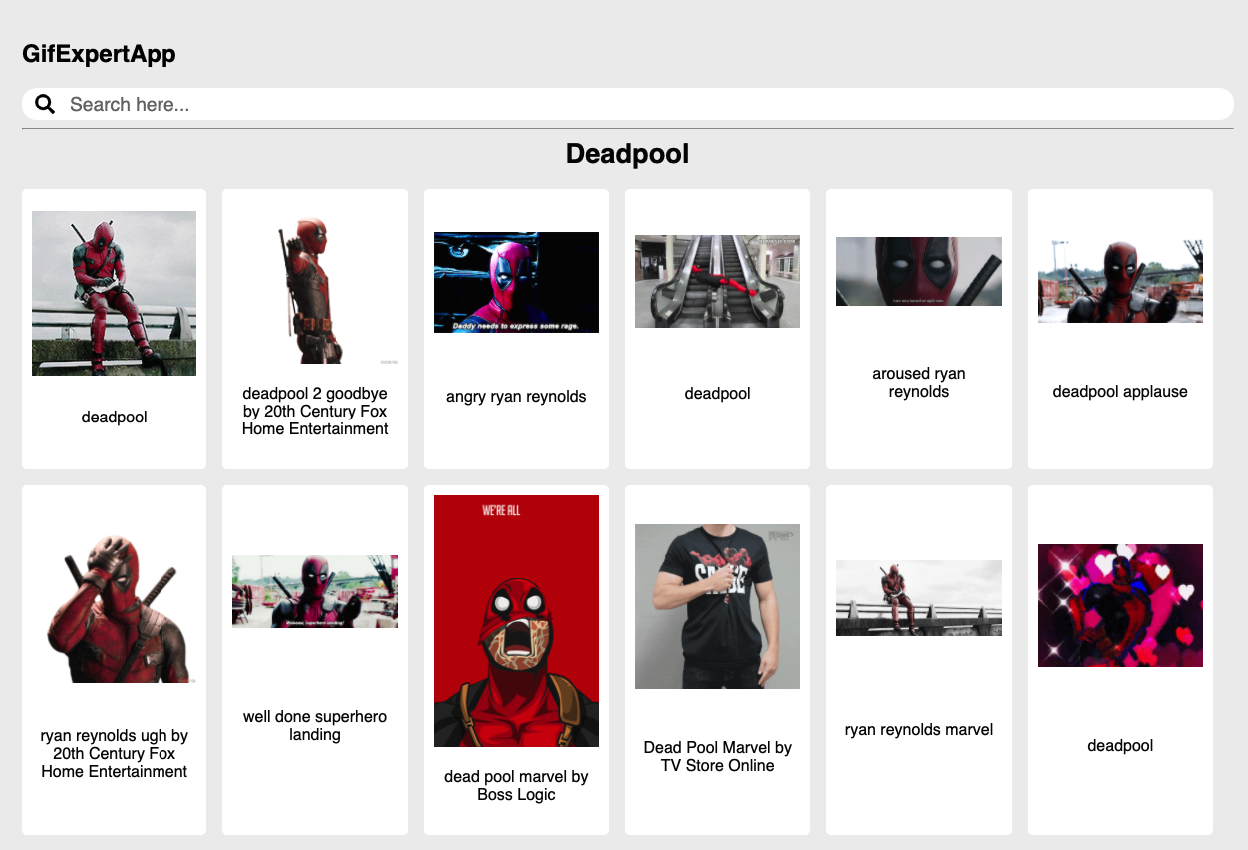 GifExpertApp
Search here...
Deadpool
Daddy needs to express some rage.
deadpool
deadpool 2 goodbye
by 20th Century Fox
Home Entertainment
angry ryan reynolds
deadpool
aroused ryan
reynolds
deadpool applause
WE'RE ALL
superhero landing!
ryan reynolds ugh by
20th Century Fox
Home Entertainment
well done superhero
landing
dead pool marvel by
Boss Logic
Dead Pool Marvel by
TV Store Online
ryan reynolds marvel
deadpool